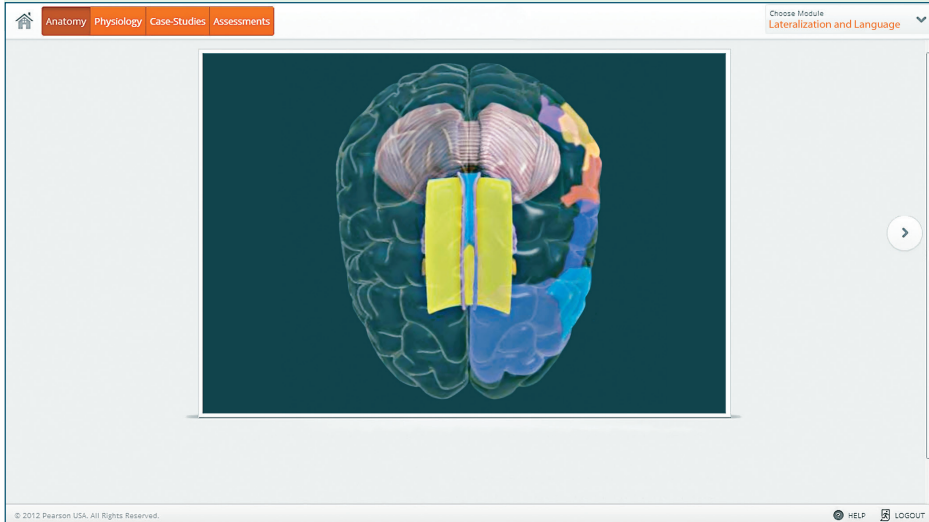 Anatomy Physiology Case-Studies Assessments
Choose Module
Lateralization and Language
© 2012 Pearson USA. All Rights Reserved.
HELP LOGOUT